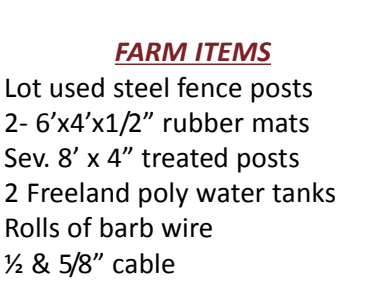 FARM ITEMS
Lot used steel fence posts
2- 6’x4’x1/2” rubber mats
Sev. 8’ x 4” treated posts
2 Freeland poly water tanks
Rolls of barb wire
½ & 5/8” cable